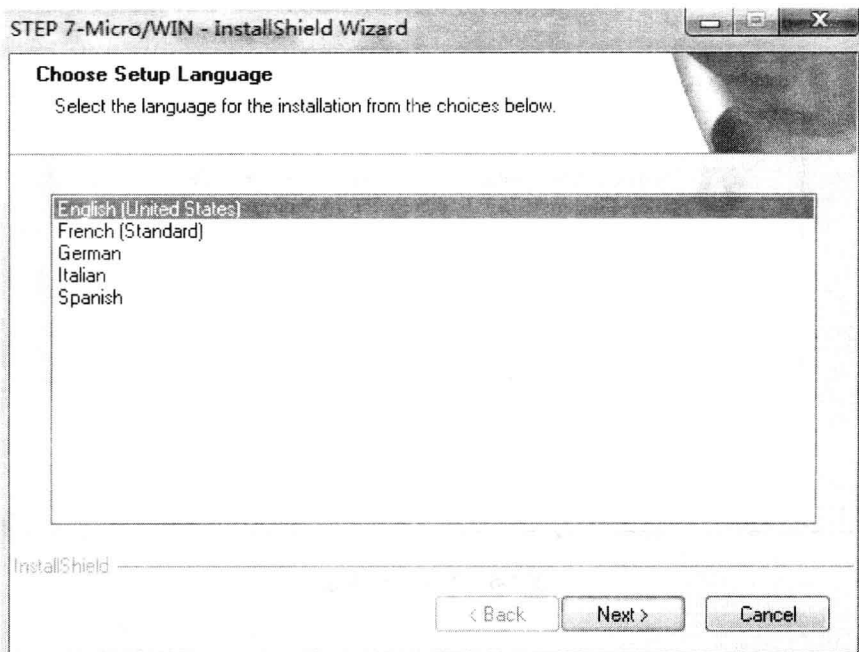 STEP 7-Micro/WIN - InstallShield Wizard
Choose Setup Language
Select the language for the installation from the choices below.
English (United States)
French (Standard)
German
Italian
Spanish
InstallShield
< Back
Next >
Cancel